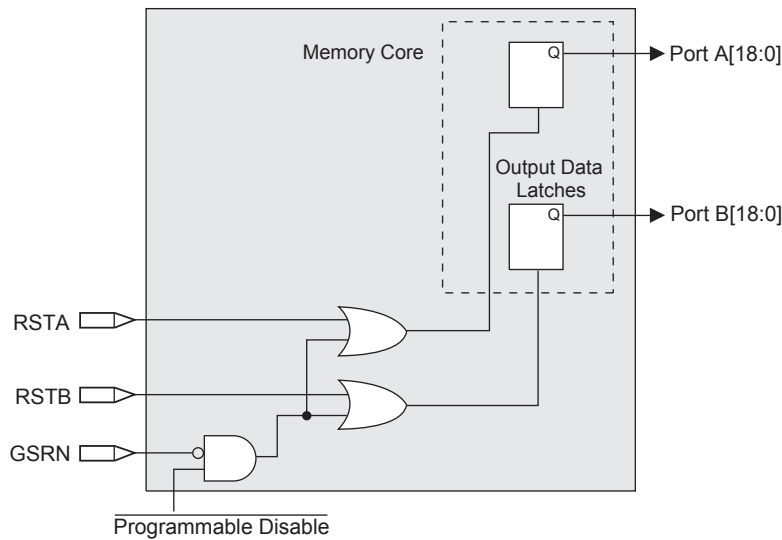 Memory Core
Q
Port A[18:0]
Output Data
Latches
Q
Port B[18:0]
RSTA
RSTB
GSRN
Programmable Disable